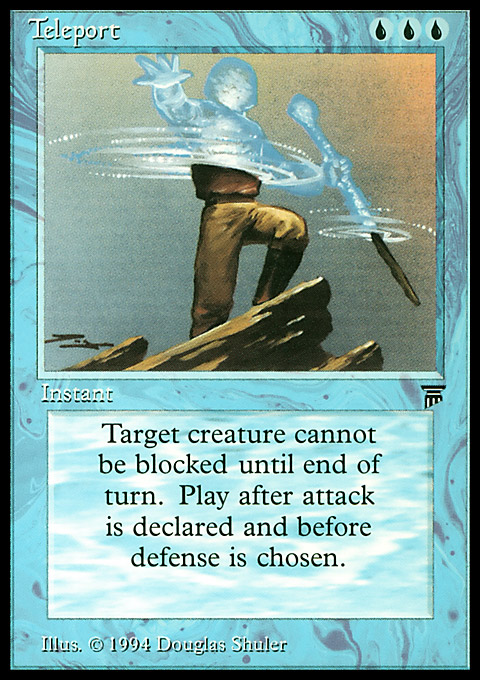 Teleport
Instant
Target creature cannot
be blocked until end of
turn. Play after attack
is declared and before
defense is chosen.
Illus. © 1994 Douglas Shuler